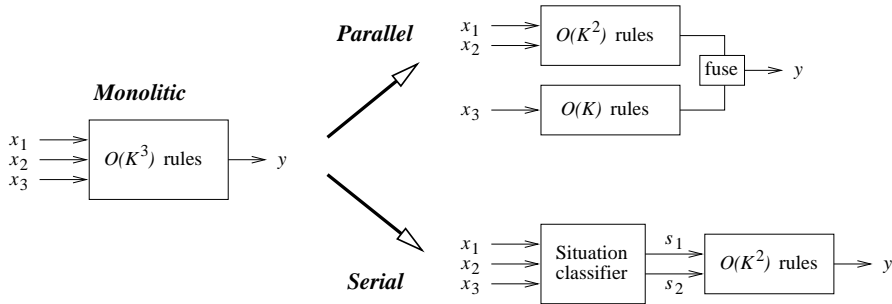 Monolitic
x1
x2
x3
O(K^3) rules
y
Parallel
x1
x2
O(K^2) rules
x3
O(K) rules
fuse
y
Serial
x1
x2
x3
Situation
classifier
s1
s2
O(K^2) rules
y